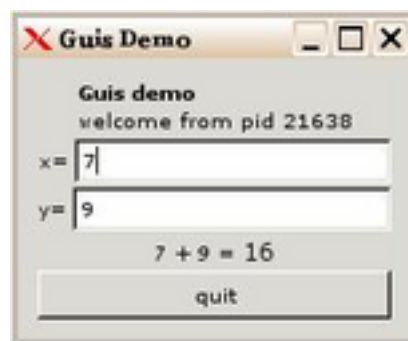 Guis Demo
Guis demo
welcome from pid 21638
x= 7
y= 9
7 + 9 = 16
quit